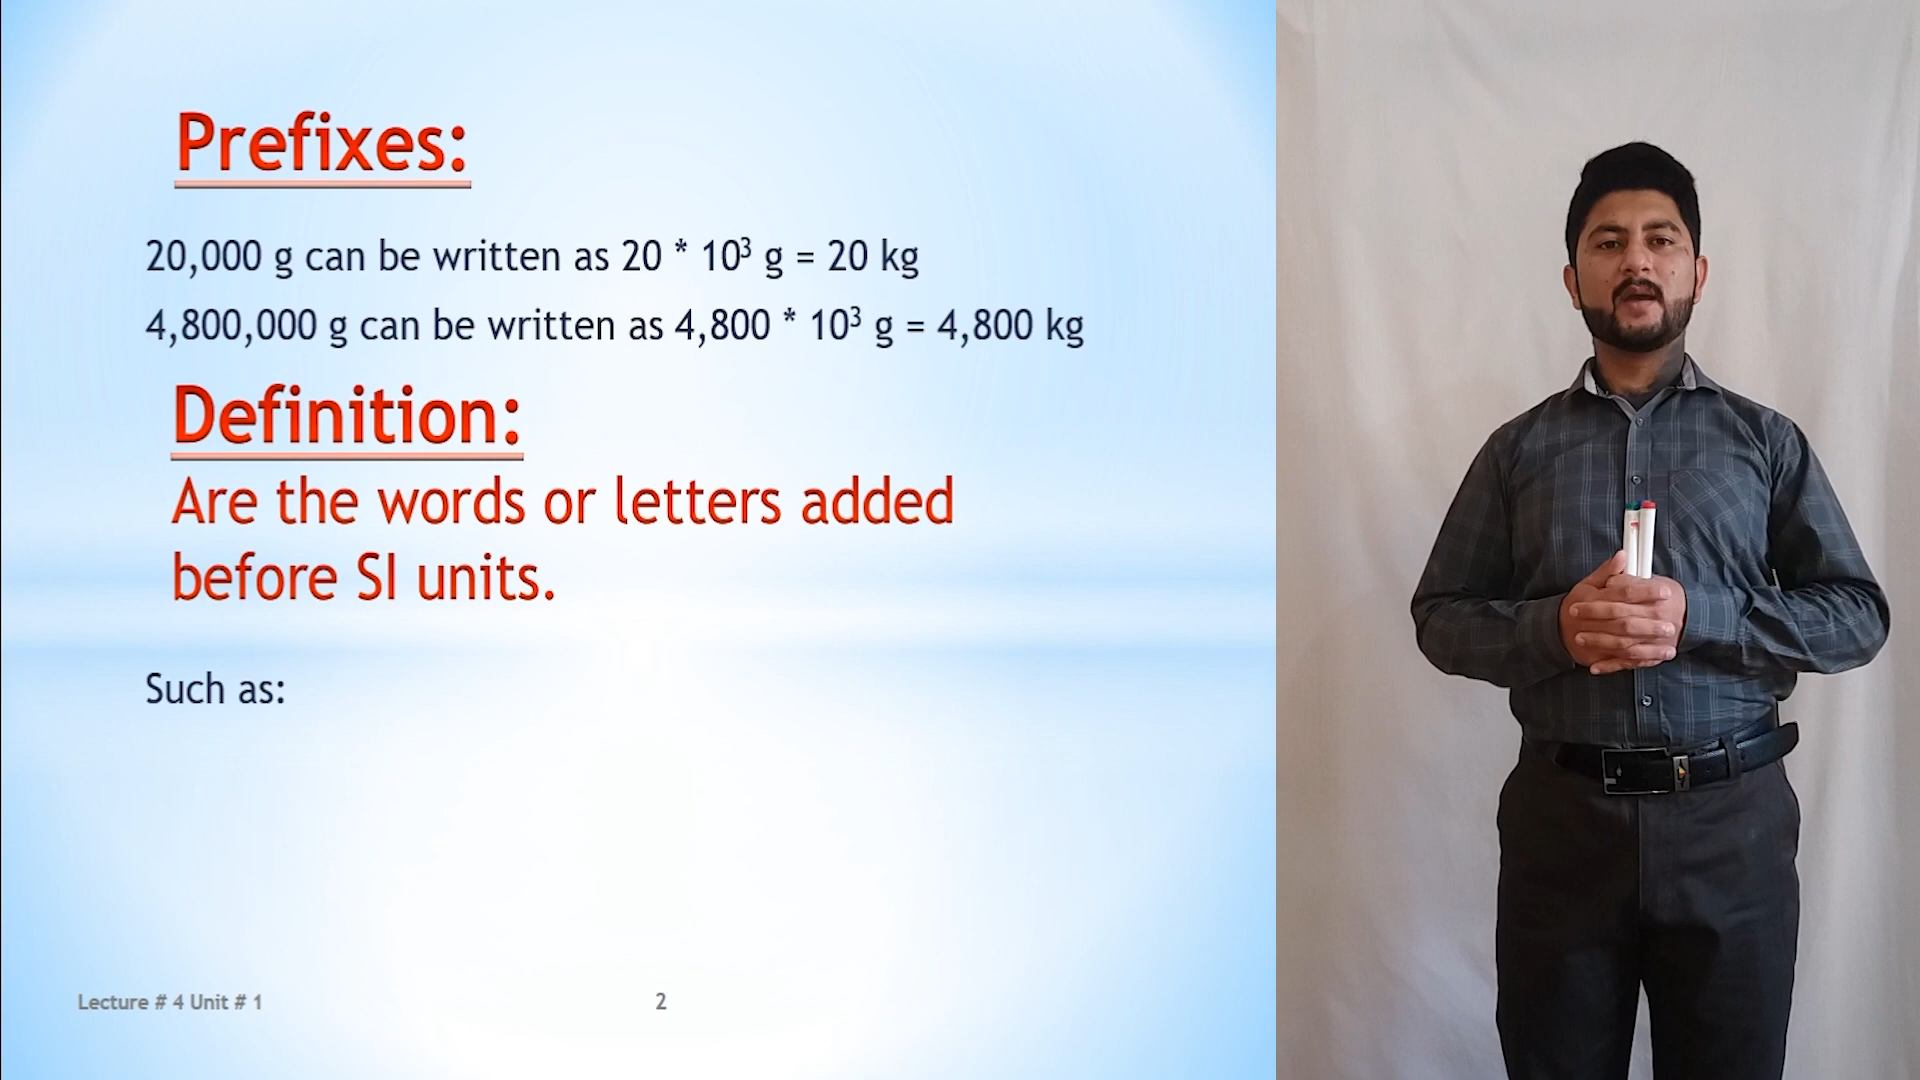 Prefixes:
20,000 g can be written as 20 * 10³ g = 20 kg
4,800,000 g can be written as 4,800 * 10³ g = 4,800 kg
Definition:
Are the words or letters added
before SI units.
Such as:
Lecture # 4 Unit # 1
2